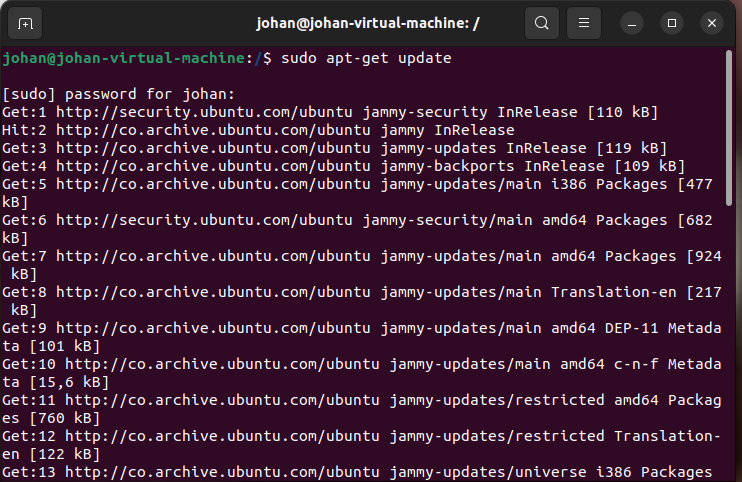 johan@johan-virtual-machine: /
johan@johan-virtual-machine:/$ sudo apt-get update
[sudo] password for johan:
Get:1 http://security.ubuntu.com/ubuntu jammy-security InRelease [110 kB]
Hit:2 http://co.archive.ubuntu.com/ubuntu jammy InRelease
Get:3 http://co.archive.ubuntu.com/ubuntu jammy-updates InRelease [119 kB]
Get:4 http://co.archive.ubuntu.com/ubuntu jammy-backports InRelease [109 kB]
Get:5 http://co.archive.ubuntu.com/ubuntu jammy-updates/main i386 Packages [477
kB]
Get:6 http://security.ubuntu.com/ubuntu jammy-security/main amd64 Packages [682
kB]
Get:7 http://co.archive.ubuntu.com/ubuntu jammy-updates/main amd64 Packages [924
 kB]
Get:8 http://co.archive.ubuntu.com/ubuntu jammy-updates/main Translation-en [217
 kB]
Get:9 http://co.archive.ubuntu.com/ubuntu jammy-updates/main amd64 DEP-11 Metada
ta [101 kB]
Get:10 http://co.archive.ubuntu.com/ubuntu jammy-updates/main amd64 c-n-f Metada
ta [15,6 kB]
Get:11 http://co.archive.ubuntu.com/ubuntu jammy-updates/restricted amd64 Packag
es [760 kB]
Get:12 http://co.archive.ubuntu.com/ubuntu jammy-updates/restricted Translation-
en [122 kB]
Get:13 http://co.archive.ubuntu.com/ubuntu jammy-updates/universe i386 Packages